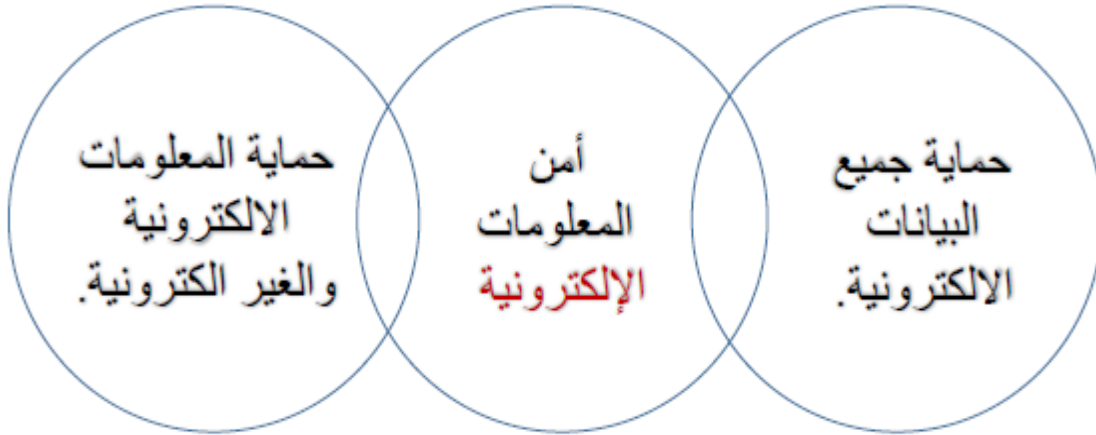 حماية جميع
البيانات
الالكترونية.
أمن
المعلومات
الإلكترونية
حماية المعلومات
الالكترونية
والغير الكترونية.